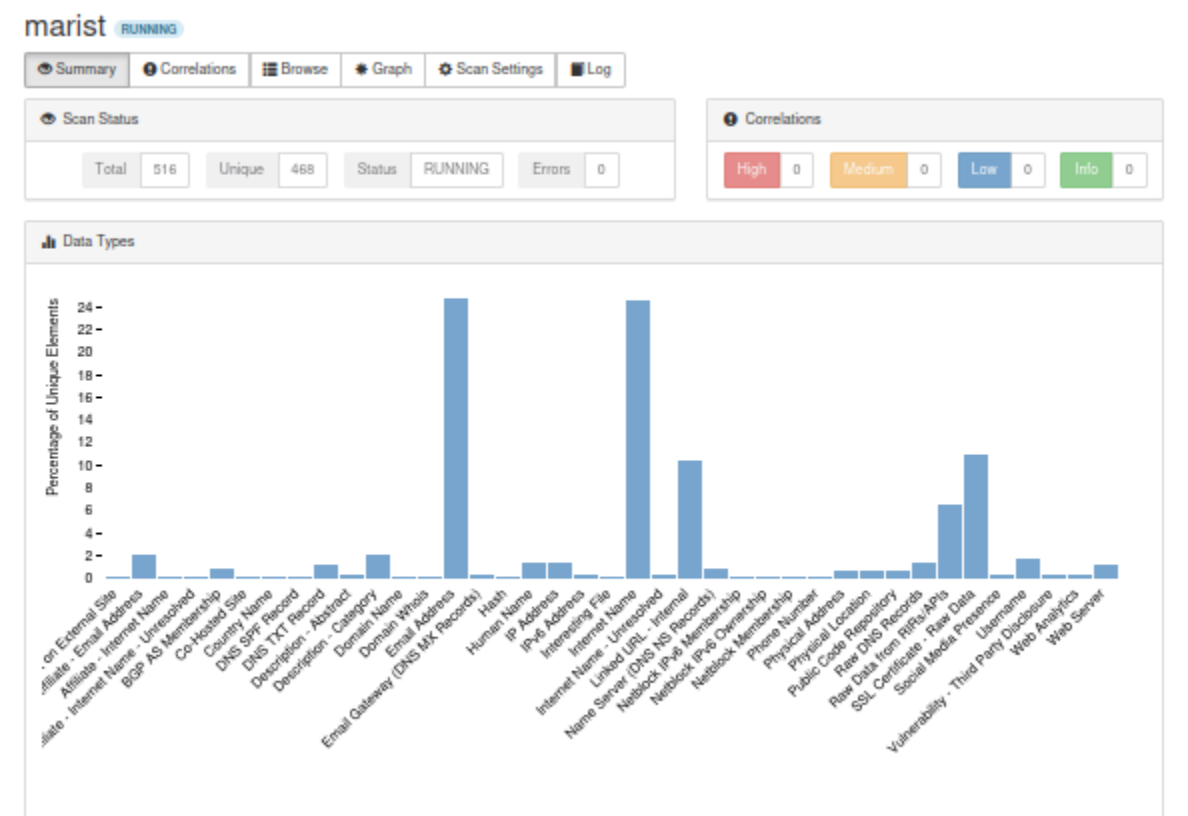 marist RUNNING
Summary Correlations Browse Graph Scan Settings Log
Scan Status
Total 516 Unique 468 Status RUNNING Errors 0
Correlations
High 0 Medium 0 Low 0 Info 0
Data Types
Percentage of Unique Elements
24
22
20
18
16
14
12
10
8
6
4
2
0
. on External Site
filiate - Email Address
Affiliate - Internet Name
liate - Internet Name - Unresolved
BGP AS Membership
Co-Hosted Site
Country Name
DNS SPF Record
DNS TXT Record
Description - Abstract
Description - Category
Domain Name
Domain Whois
Email Address
Email Gateway (DNS MX Records)
Hash
Human Name
IP Address
IPv6 Address
Interesting File
Internet Name
Internet Name - Unresolved
Linked URL - Internal
Name Server (DNS NS Records)
Netblock IPv6 Membership
Netblock IPv6 Ownership
Netblock Membership
Phone Number
Physical Address
Physical Location
Public Code Repository
Raw DNS Records
Raw Data from RIRs/APIs
SSL Certificate - Raw Data
Social Media Presence
Username
Vulnerability - Third Party Disclosure
Web Analytics
Web Server